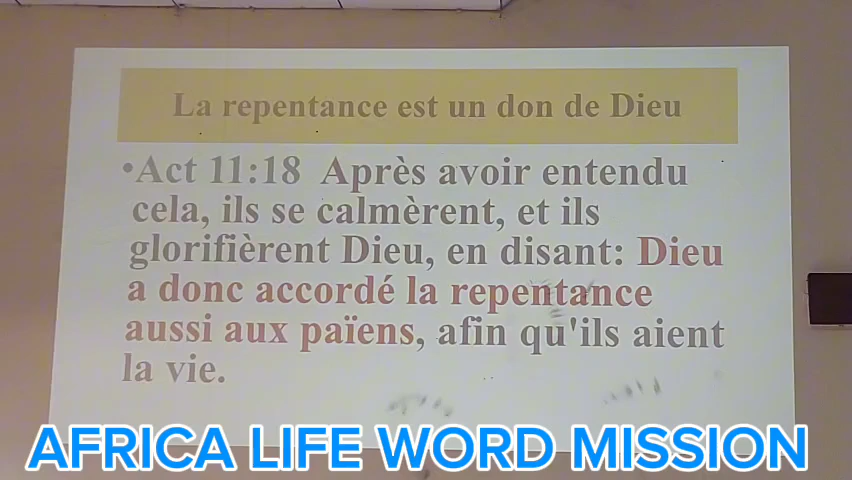 La repentance est un don de Dieu
•Act 11:18 Après avoir entendu
cela, ils se calmèrent, et ils
glorifièrent Dieu, en disant: Dieu
a donc accordé la repentance
aussi aux païens, afin qu'ils aient
la vie.
AFRICA LIFE WORD MISSION